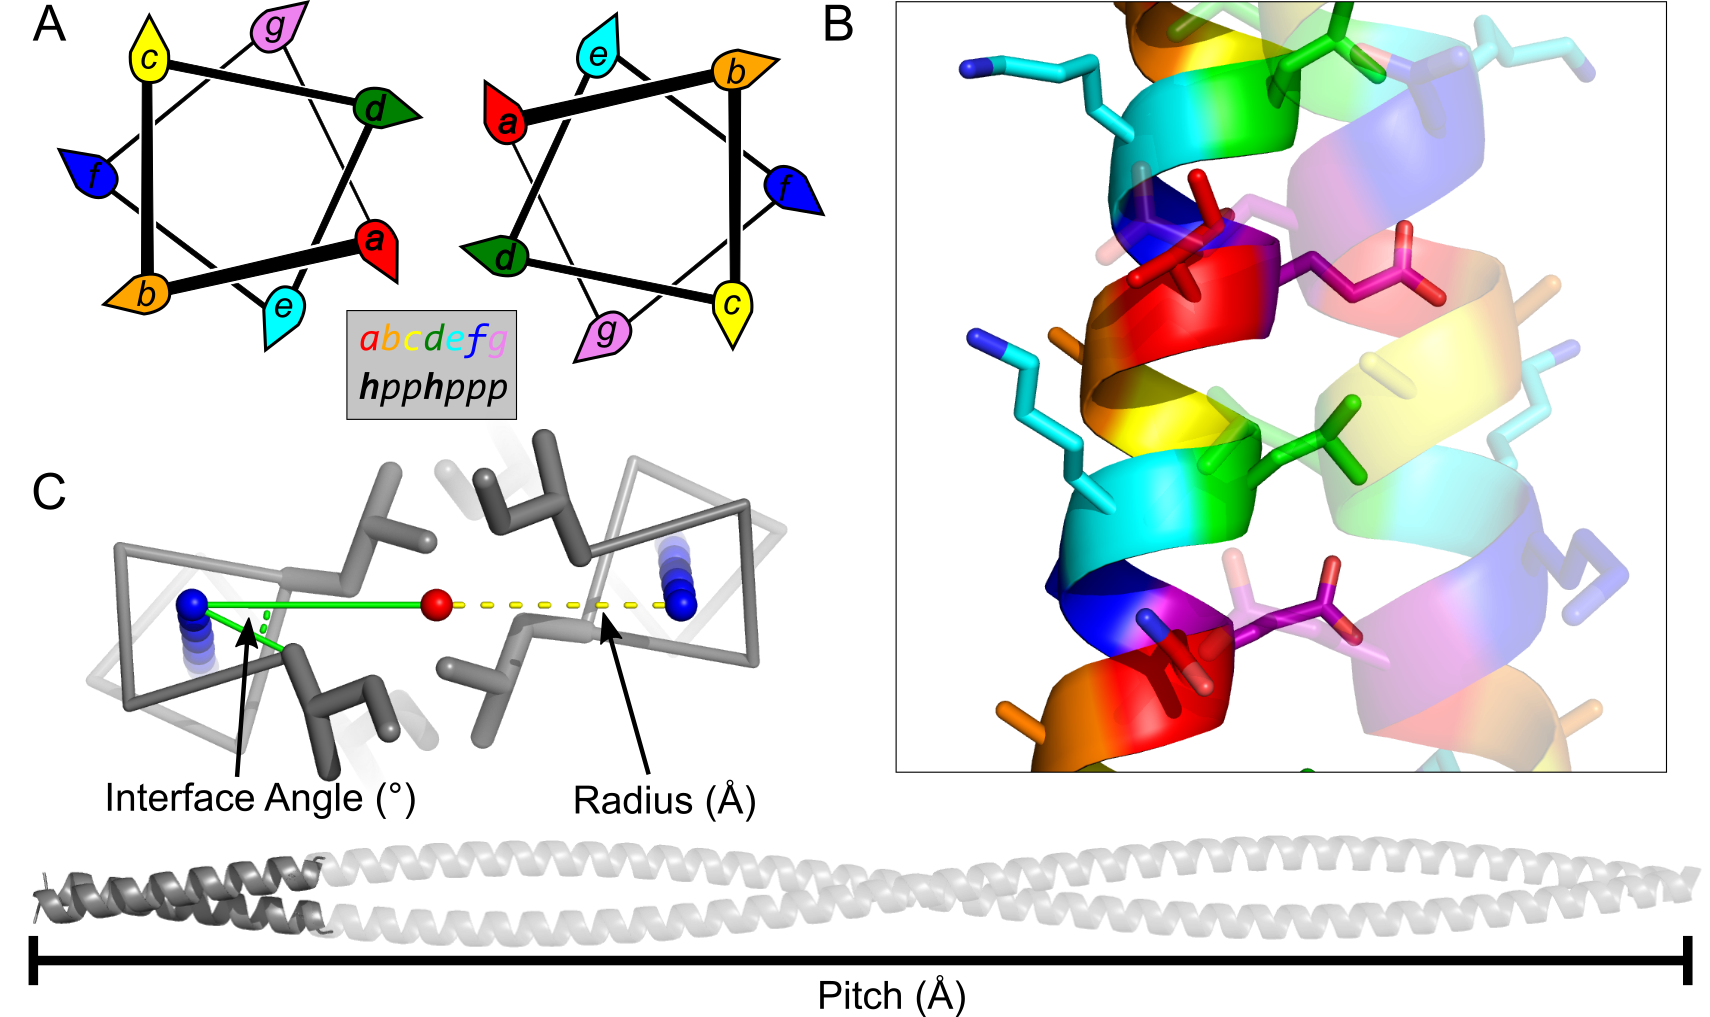 A
g
c
d
f
a
b
e
e
b
a
f
d
c
g
abcdefg
hpphppp
B
C
Interface Angle (°)
Radius (Å)
Pitch (Å)